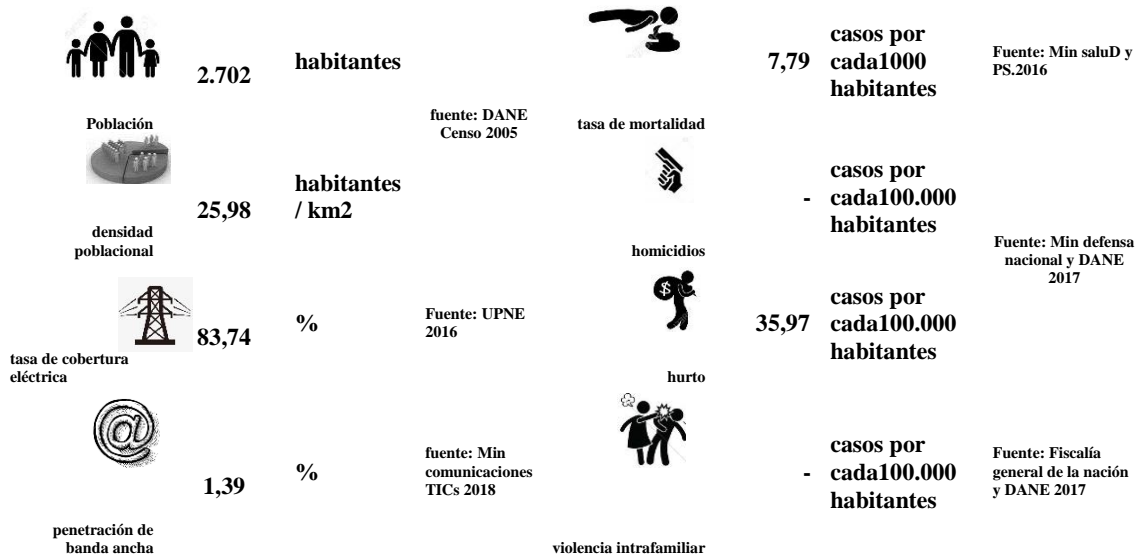 2.702
habitantes
Población
fuente: DANE
Censo 2005
25,98
habitantes
/ km2
densidad
poblacional
83,74
%
Fuente: UPNE
2016
tasa de cobertura
eléctrica
1,39
%
fuente: Min
comunicaciones
TICs 2018
penetración de
banda ancha
7,79
casos por
cada1000
habitantes
Fuente: Min saluD y
PS.2016
tasa de mortalidad
-
casos por
cada100.000
habitantes
homicidios
Fuente: Min defensa
nacional y DANE
2017
$
35,97
casos por
cada100.000
habitantes
hurto
-
casos por
cada100.000
habitantes
Fuente: Fiscalía
general de la nación
y DANE 2017
violencia intrafamiliar